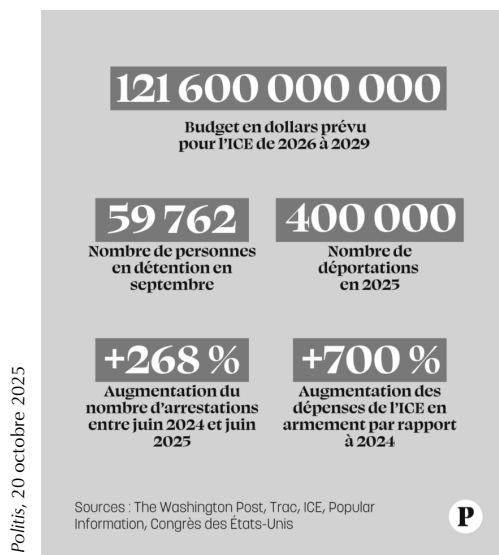 121 600 000 000
Budget en dollars prévu
pour l'ICE de 2026 à 2029
59 762
Nombre de personnes
en détention en
septembre
400 000
Nombre de
déportations
en 2025
+268 %
Augmentation du
nombre d'arrestations
entre juin 2024 et juin
2025
+700 %
Augmentation des
dépenses de l'ICE en
armement par rapport
à 2024
Sources : The Washington Post, Trac, ICE, Popular
Information, Congrès des États-Unis
P
Politis, 20 octobre 2025